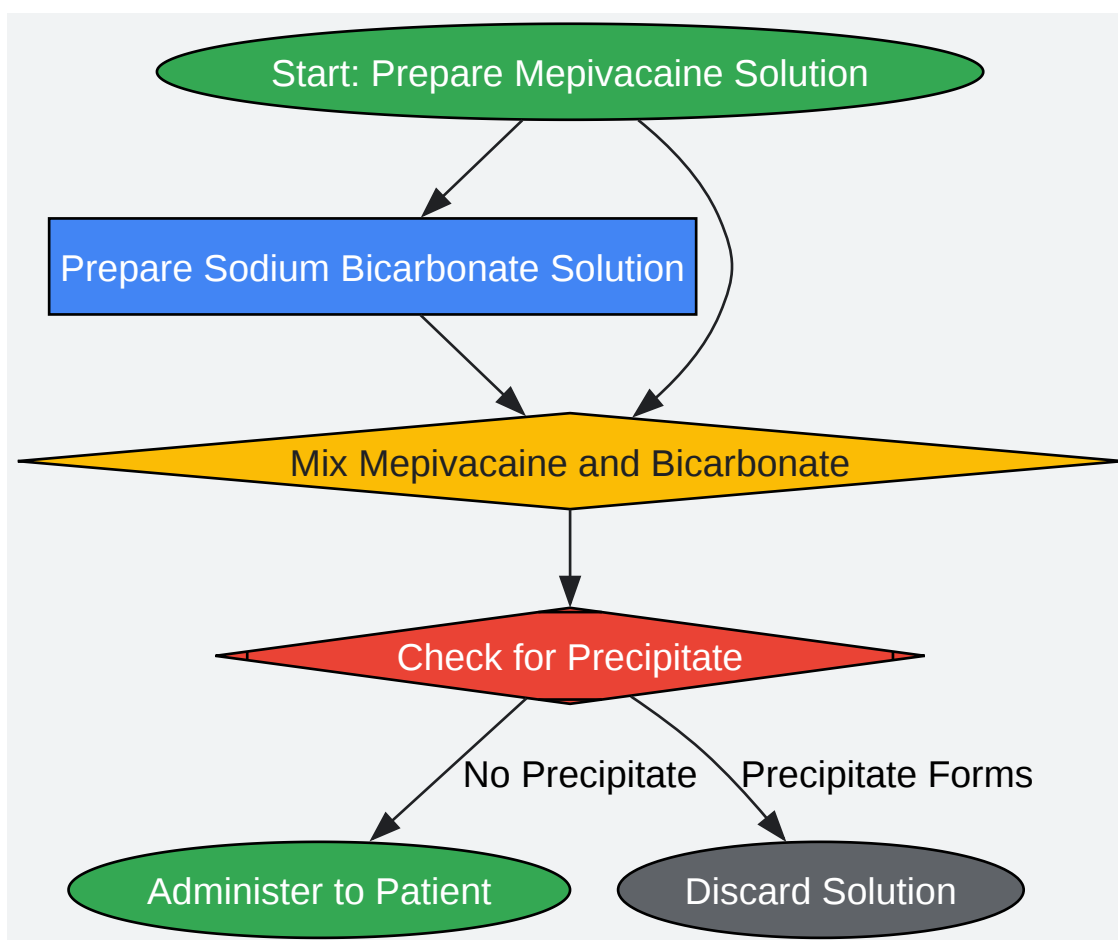 Start: Prepare Mepivacaine Solution
Prepare Sodium Bicarbonate Solution
Mix Mepivacaine and Bicarbonate
Check for Precipitate
No Precipitate
Precipitate Forms
Administer to Patient
Discard Solution